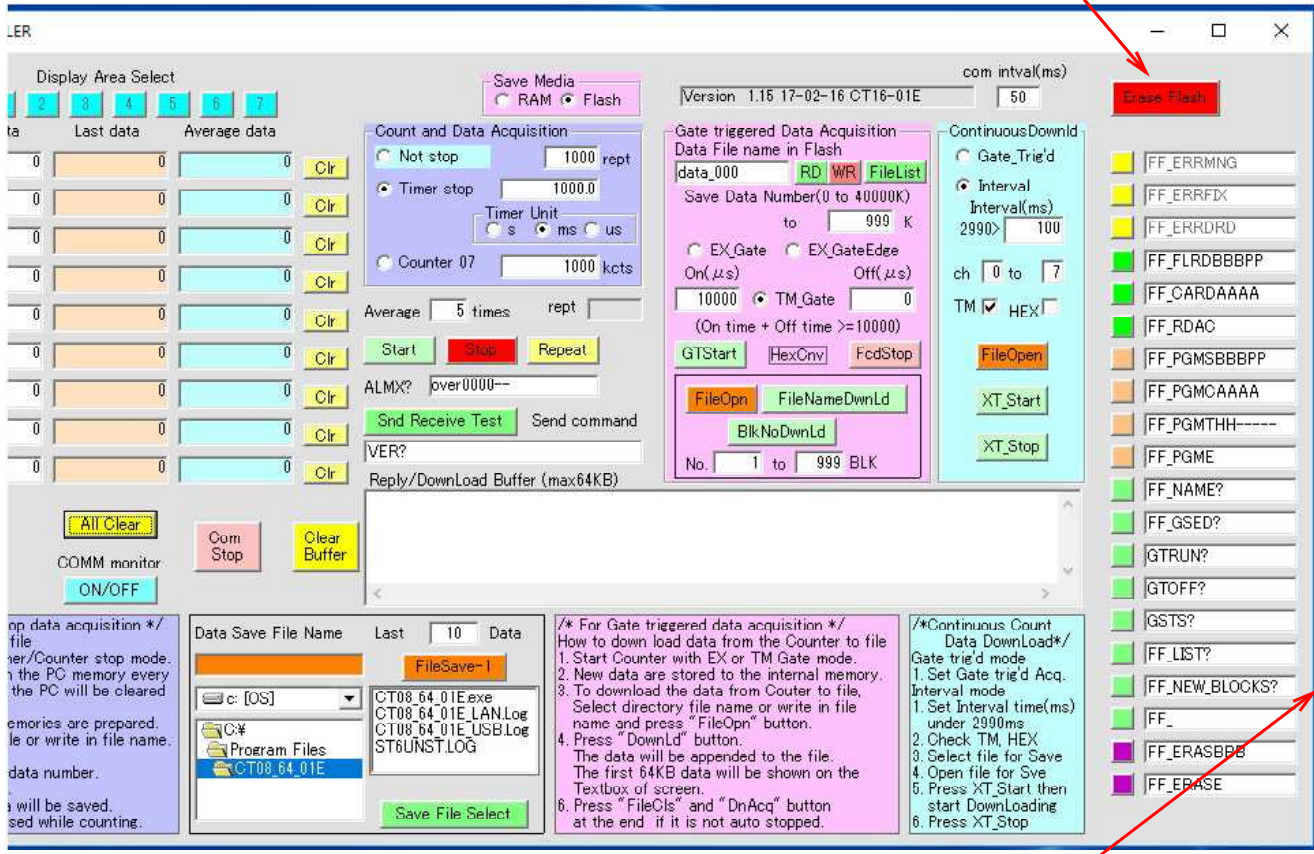 LER
Display Area Select
2 3 4 5 6 7
ta Last data Average data
0 0 0 Clr
0 0 0 Clr
0 0 0 Clr
0 0 0 Clr
0 0 0 Clr
0 0 0 Clr
0 0 0 Clr
0 0 0 Clr
0 0 0 Clr
All Clear
COMM monitor
ON/OFF
Com
Stop
Clear
Buffer
Save Media
RAM Flash
Count and Data Acquisition
Not stop 1000 rept
Timer stop 1000.0
Timer Unit
s ms us
Counter 07 1000 kcts
Average 5 times rept
Start Stop Repeat
ALMX? over0000--
Snd Receive Test Send command
VER?
Reply/DownLoad Buffer (max64KB)
Version 1.15 17-02-16 CT16-01E
com intval(ms)
50
Gate triggered Data Acquisition
Data File name in Flash
data_000 RD WR FileList
Save Data Number(0 to 40000K)
to 999 K
EX_Gate EX_GateEdge
On(μs) Off(μs)
10000 TM_Gate 0
(On time + Off time >=10000)
GTStart HexCnv FcdStop
FileOpn FileNameDwnLd
BlkNoDwnLd
No. 1 to 999 BLK
ContinuousDownld
Gate_Trig'd
Interval
Interval(ms)
2990> 100
ch 0 to 7
TM HEX
FileOpen
XT_Start
XT_Stop
Erase Flash
FF_ERRMNG
FF_ERRFIX
FF_ERRDRD
FF_FLRDBBBPP
FF_CARDAAAA
FF_RDAC
FF_PGMSBBBPP
FF_PGMCAAAA
FF_PGMTHH-----
FF_PGME
FF_NAME?
FF_GSED?
GTRUN?
GTOFF?
GSTS?
FF_LIST?
FF_NEW_BLOCKS?
FF_
FF_ERASBBB
FF_ERASE
op data acquisition */
file
ner/Counter stop mode.
n the PC memory every
the PC will be cleared
emories are prepared.
le or write in file name.
data number.
a will be saved.
sed while counting.
Data Save File Name Last 10 Data
FileSave-1
c: [OS]
C:¥
Program Files
CT08_64_01E
CT08_64_01E.exe
CT08_64_01E_LAN.Log
CT08_64_01E_USB.Log
ST6UNST.LOG
Save File Select
/* For Gate triggered data acquisition */
How to down load data from the Counter to file
1. Start Counter with EX or TM Gate mode.
2. New data are stored to the internal memory.
3. To download the data from Couter to file,
Select directory file name or write in file
name and press "FileOpn" button.
4. Press "DownLd" button.
The data will be appended to the file.
The first 64KB data will be shown on the
Textbox of screen.
6. Press "FileCls" and "DnAcq" button
at the end if it is not auto stopped.
/*Continuous Count
Data DownLoad*/
Gate trig'd mode
1. Set Gate trig'd Acq.
Interval mode
1. Set Interval time(ms)
under 2990ms
2. Check TM, HEX
3. Select file for Save
4. Open file for Sve
5. Press XT_Start then
start DownLoading
6. Press XT_Stop